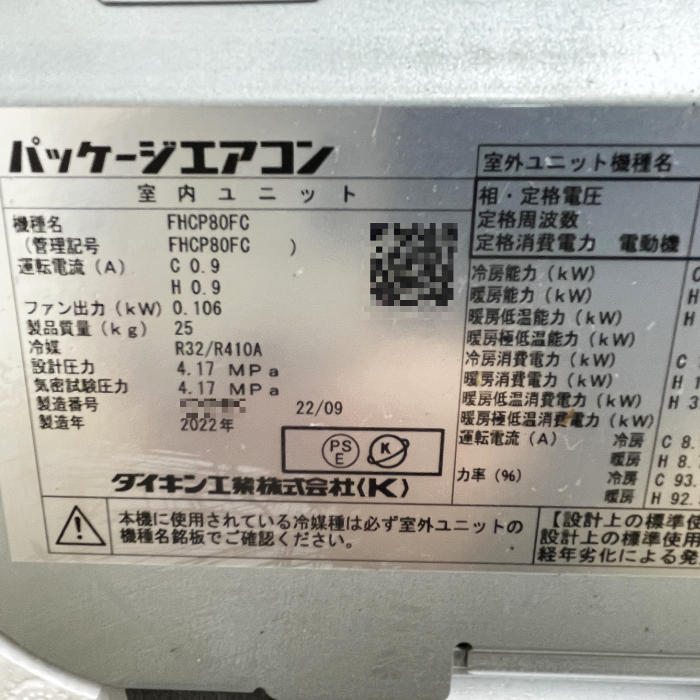 パッケージエアコン
室内ユニット
機種名 FHCP80FC
(管理記号 FHCP80FC )
運転電流(A) C 0.9
H 0.9
ファン出力(kW) 0.106
製品質量(kg) 25
冷媒 R32/R410A
設計圧力 4.17 MPa
気密試験圧力 4.17 MPa
製造番号 22/09
製造年 2022年
PS
E
K
ダイキン工業株式会社(K)
本機に使用されている冷媒種は必ず室外ユニットの
機種名銘板でご確認ください。
室外ユニット機種名
相・定格電圧
定格周波数
定格消費電力 電動機
冷房能力(kW) C
暖房能力(kW) H
暖房低温能力(kW) H
暖房極低温能力(kW)
冷房消費電力(kW) C
暖房消費電力(kW) H
暖房低温消費電力(kW) H 3
暖房極低温消費電力(kW)
運転電流(A) 冷房 C 8.
暖房 H 8.
力率(%) 冷房 C 93.
暖房 H 92.
【設計上の標準使
設計上の標準使用
経年劣化による発